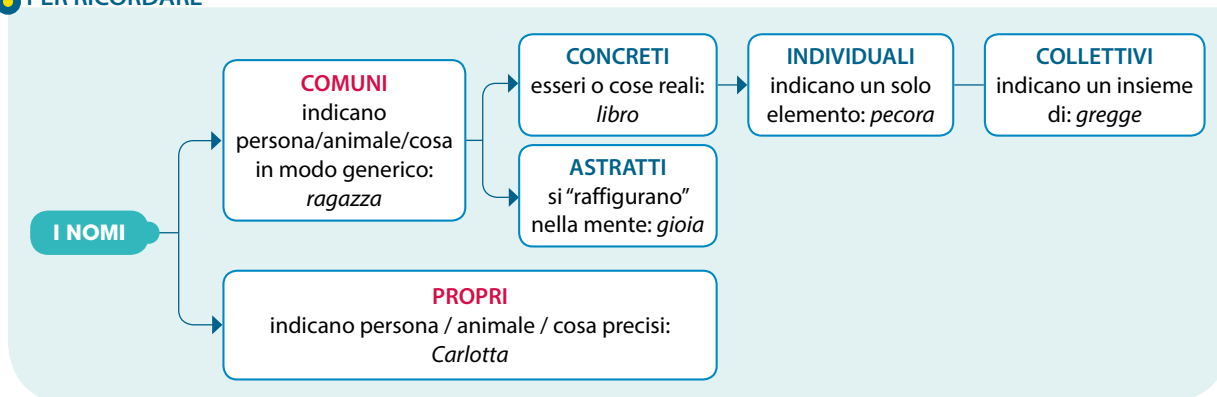 PER RICORDARE
COMUNI
indicano
persona/animale/cosa
in modo generico:
ragazza
CONCRETI
esseri o cose reali:
libro
INDIVIDUALI
indicano un solo
elemento: pecora
COLLETTIVI
indicano un insieme
di: gregge
ASTRATTI
si “raffigurano”
nella mente: gioia
I NOMI
PROPRI
indicano persona / animale / cosa precisi:
Carlotta